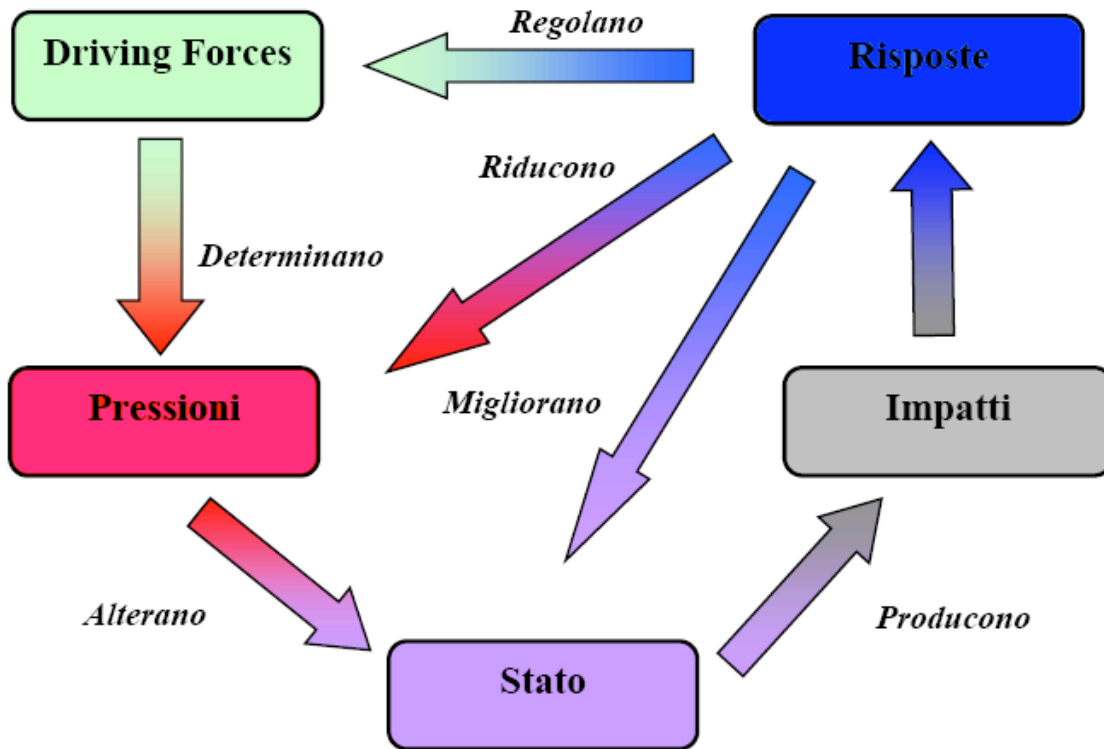 Regolano
Driving Forces
Risposte
Riducono
Determinano
Migliorano
Pressioni
Impatti
Alterano
Producono
Stato